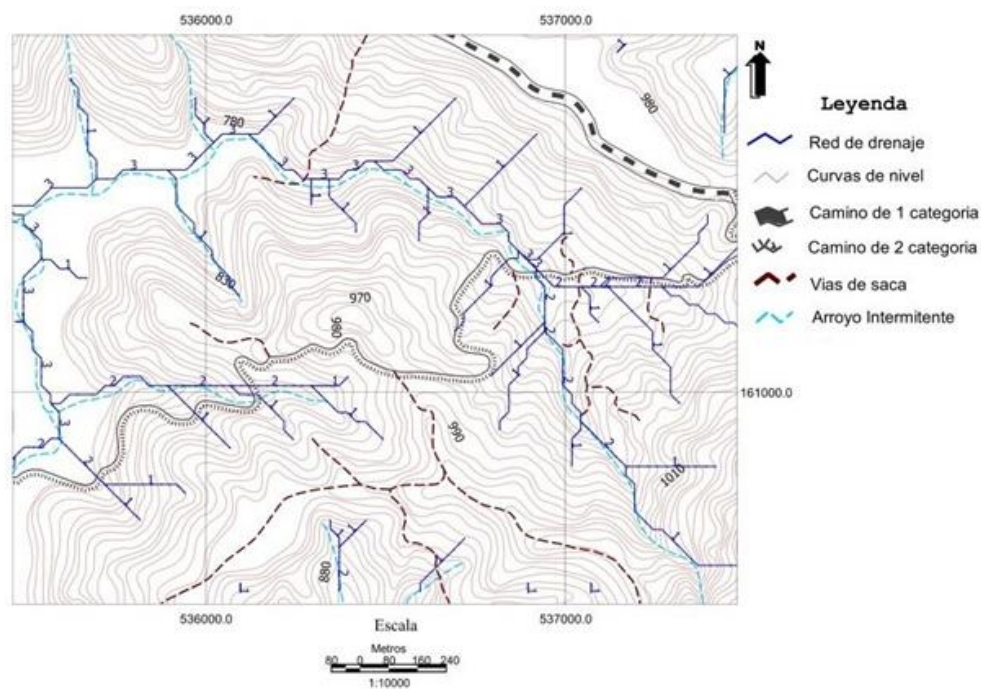 536000.0
537000.0
N
Leyenda
Red de drenaje
Curvas de nivel
Camino de 1 categoria
Camino de 2 categoria
Vias de saca
Arroyo Intermitente
980
780
830
970
980
161000.0
990
1010
880
536000.0
537000.0
Escala
Metros
80 0 80 160 240
1:10000